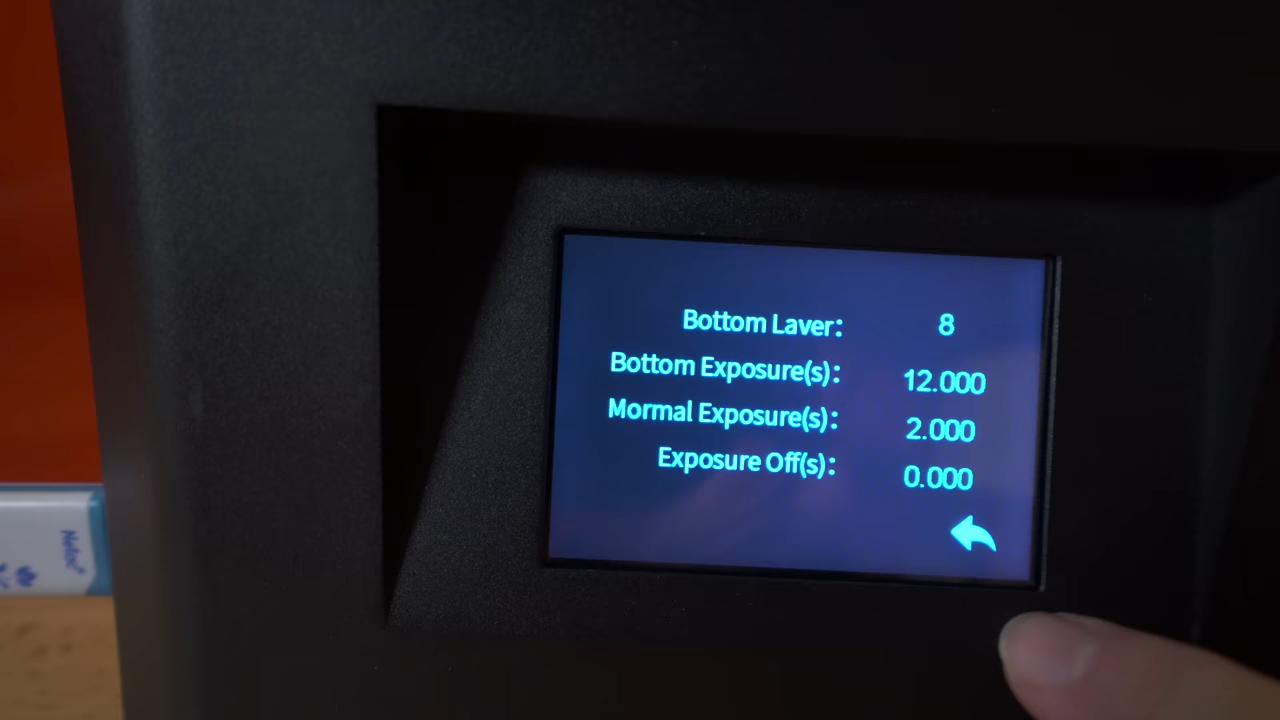 Bottom Laver: 8
Bottom Exposure(s): 12.000
Mormal Exposure(s): 2.000
Exposure Off(s): 0.000